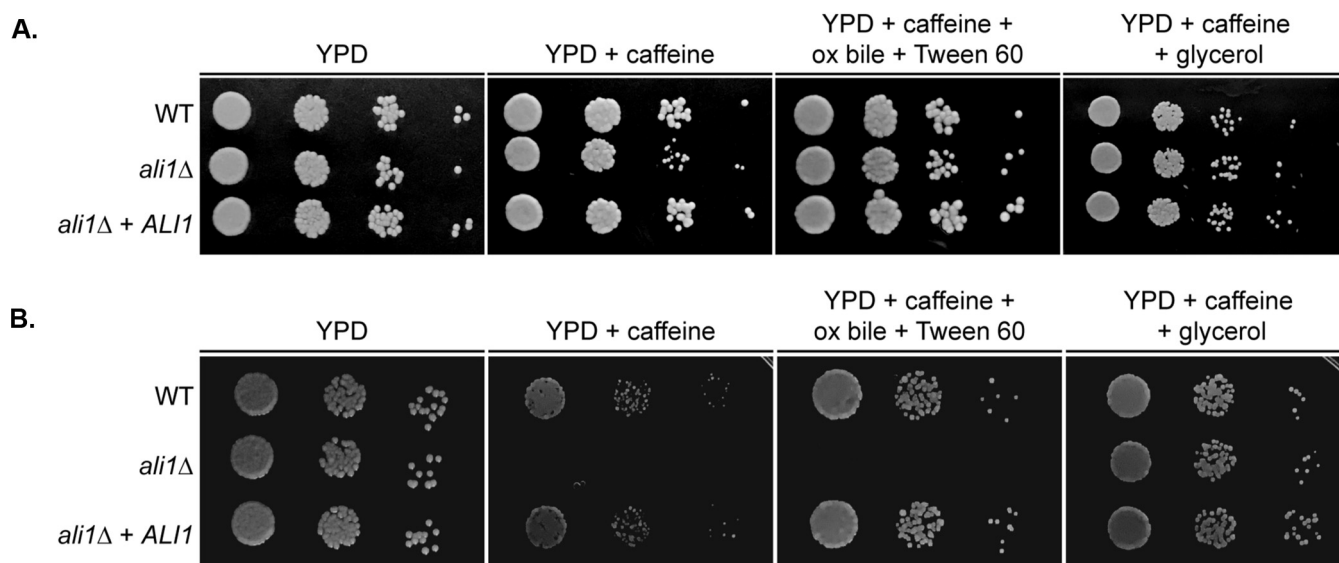 A.
YPD
YPD + caffeine
YPD + caffeine +
ox bile + Tween 60
YPD + caffeine
+ glycerol
WT
ali1Δ
ali1Δ + ALI1
B.
YPD
YPD + caffeine
YPD + caffeine +
ox bile + Tween 60
YPD + caffeine
+ glycerol
WT
ali1Δ
ali1Δ + ALI1